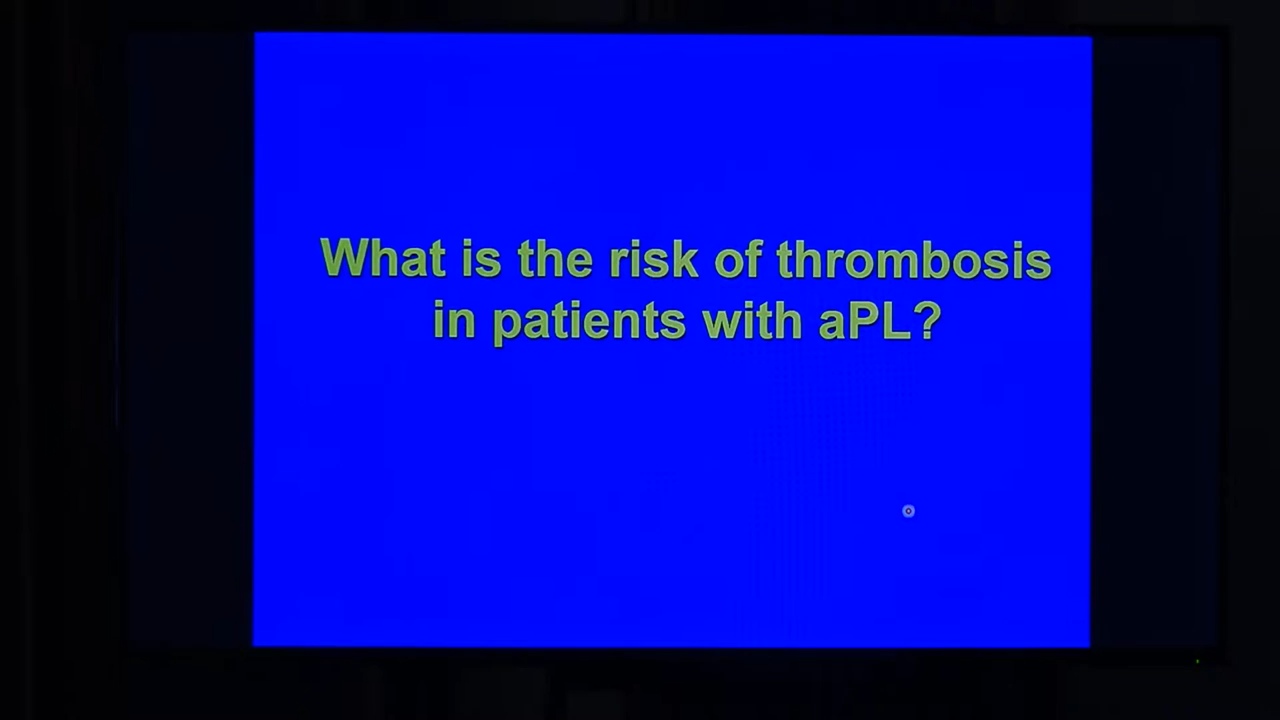 What is the risk of thrombosis
in patients with aPL?